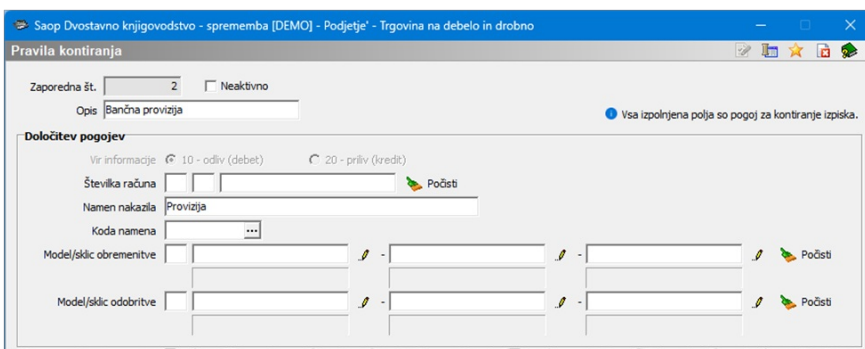 Saop Dvostavno knjigovodstvo - sprememba [DEMO] - Podjetje' - Trgovina na debelo in drobno
Pravila kontiranja
Zaporedna št. 2 Neaktivno
Opis Bančna provizija
Vsa izpolnjena polja so pogoj za kontiranje izpiska.
Določitev pogojev
Vir informacije 10 - odliv (debet) 20 - priliv (kredit)
Številka računa Počisti
Namen nakazila Provizija
Koda namena ...
Model/sklic obremenitve - - Počisti
Model/sklic odobritve - - Počisti